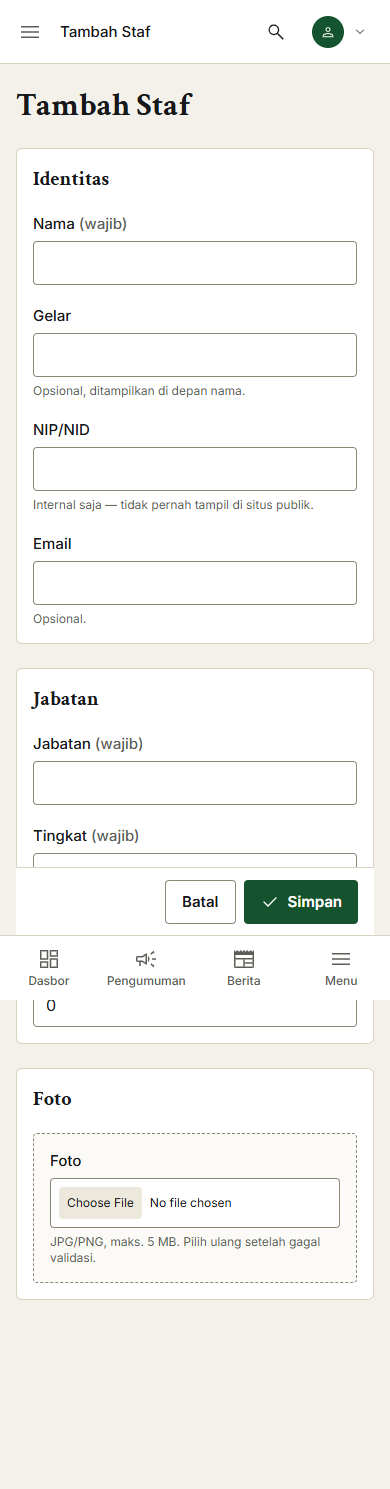 Tambah Staf
Tambah Staf
Identitas
Nama (wajib)
Gelar
Opsional, ditampilkan di depan nama.
NIP/NID
Internal saja — tidak pernah tampil di situs publik.
Email
Opsional.
Jabatan
Jabatan (wajib)
Tingkat (wajib)
Batal
Simpan
Dasbor
Pengumuman
Berita
Menu
0
Foto
Foto
Choose File
No file chosen
JPG/PNG, maks. 5 MB. Pilih ulang setelah gagal
validasi.